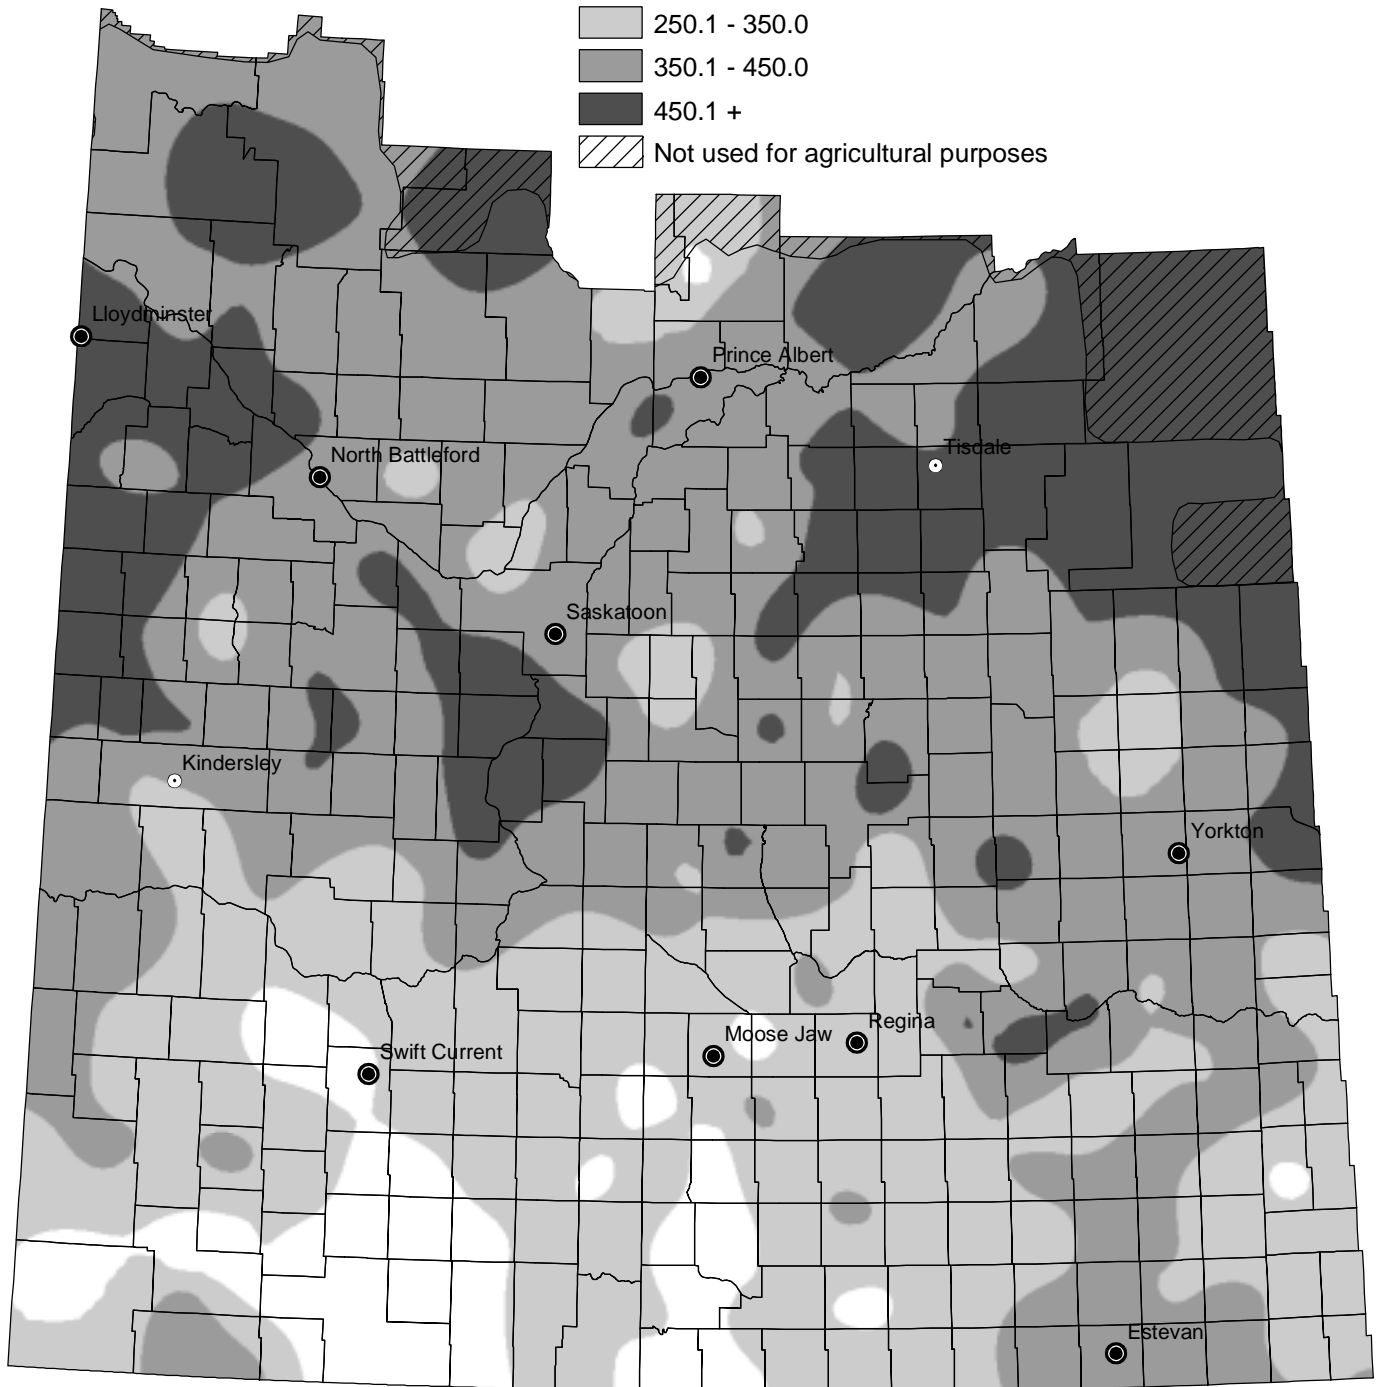 250.1 - 350.0
350.1 - 450.0
450.1 +
Not used for agricultural purposes
Lloydminster
Prince Albert
North Battleford
Tisdale
Saskatoon
Kindersley
Yorkton
Regina
Moose Jaw
Swift Current
Estevan